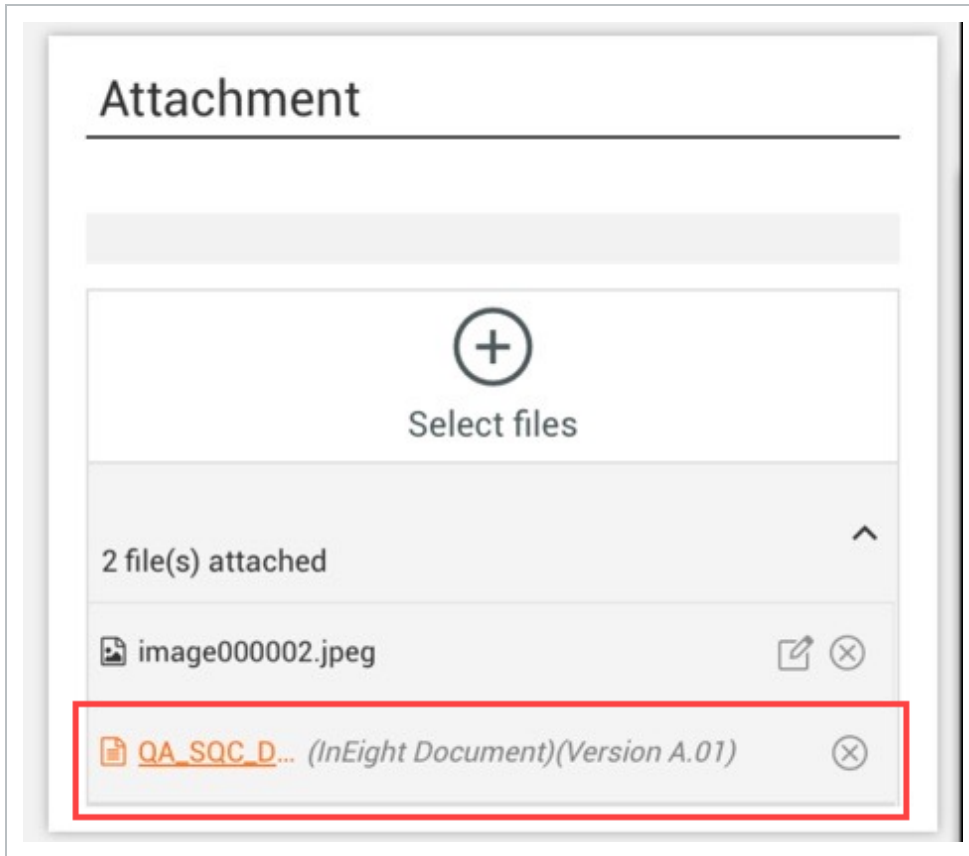 Attachment
Select files
2 file(s) attached
image000002.jpeg
QA_SQC_D... (InEight Document)(Version A.01)